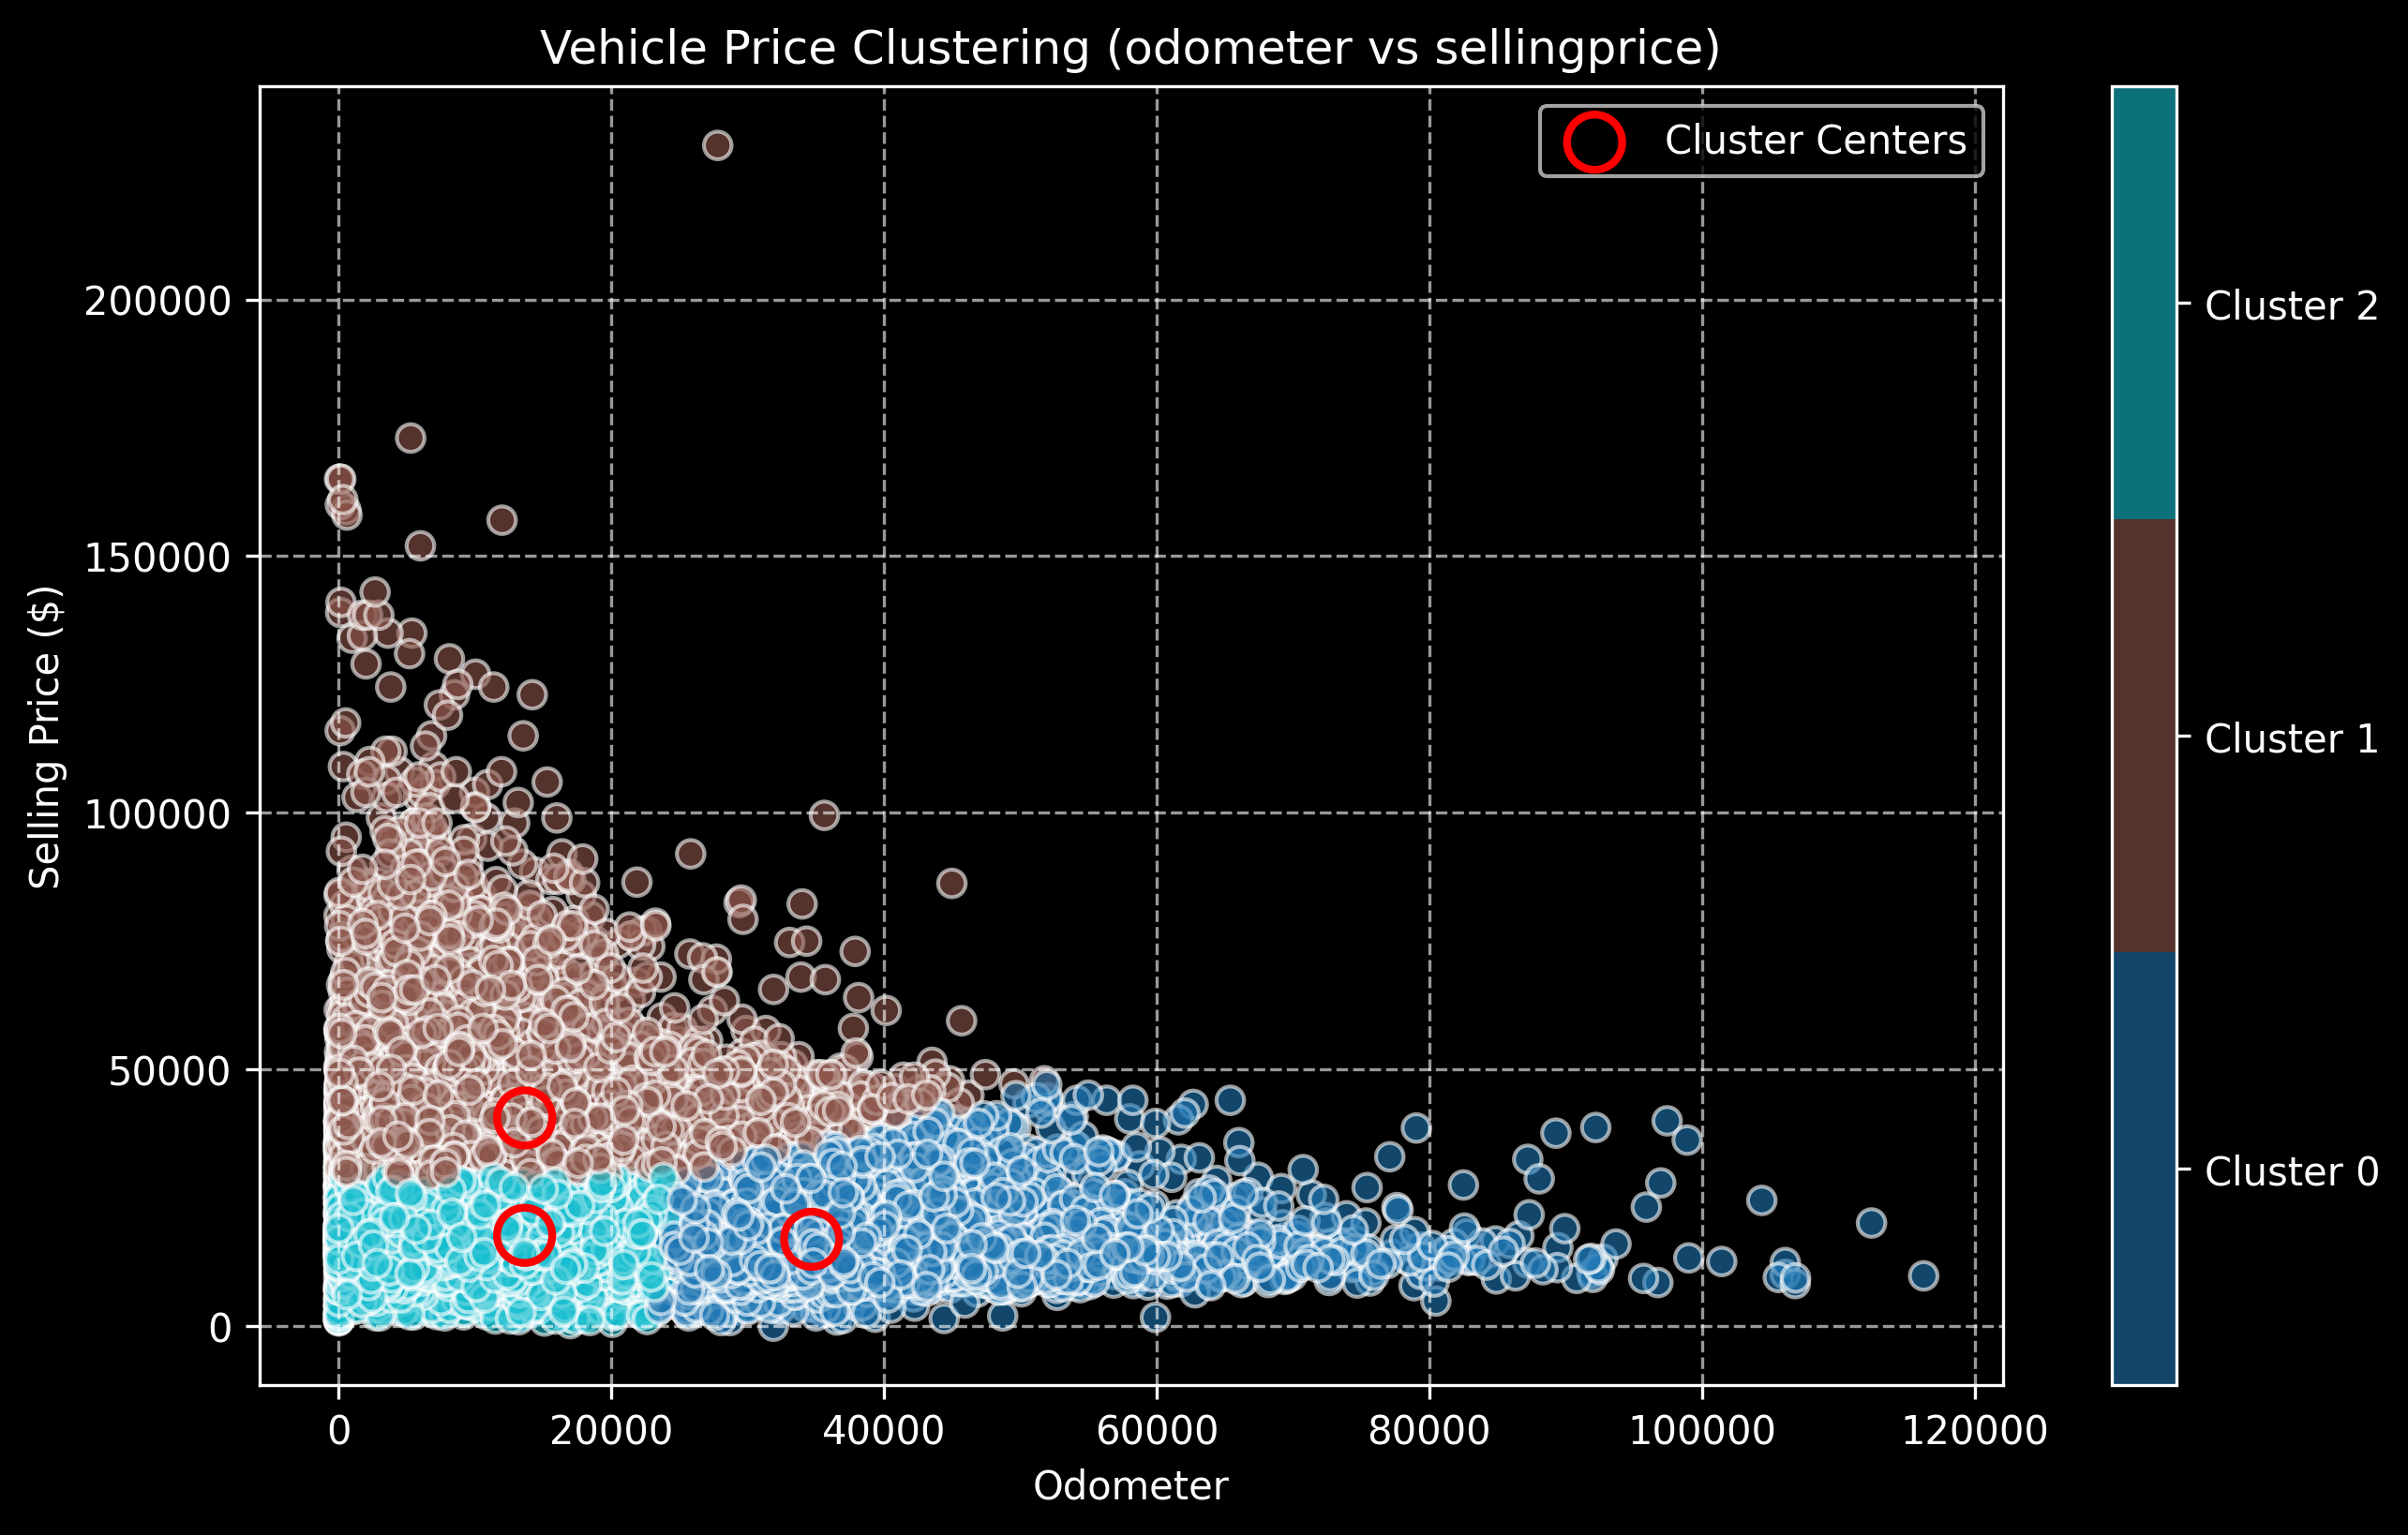 Vehicle Price Clustering (odometer vs sellingprice)
Cluster Centers
200000
150000
100000
50000
0
Selling Price ($)
0
20000
40000
60000
80000
100000
120000
Odometer
Cluster 2
Cluster 1
Cluster 0